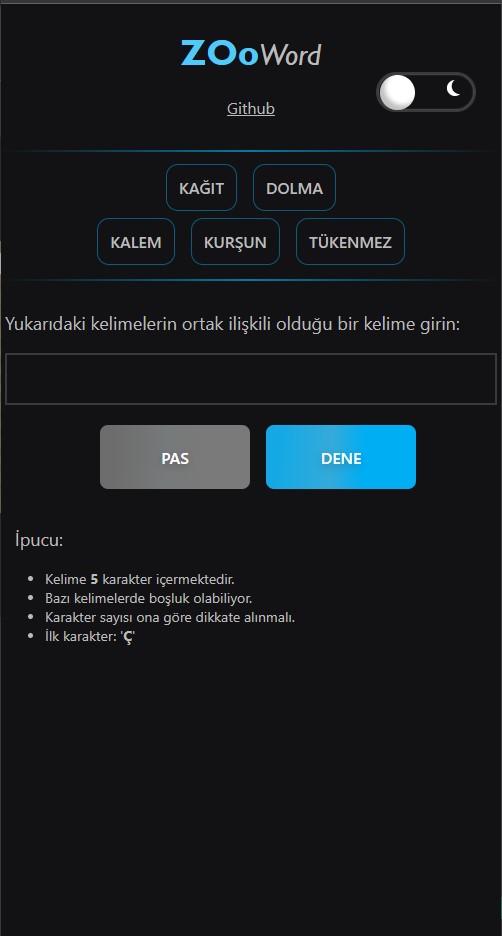 ZOoWord
Github
KAĞIT DOLMA
KALEM KURŞUN TÜKENMEZ
Yukarıdaki kelimelerin ortak ilişkili olduğu bir kelime girin:
PAS DENE
İpucu:
• Kelime 5 karakter içermektedir.
• Bazı kelimelerde boşluk olabiliyor.
• Karakter sayısı ona göre dikkate alınmalı.
• İlk karakter: 'Ç'